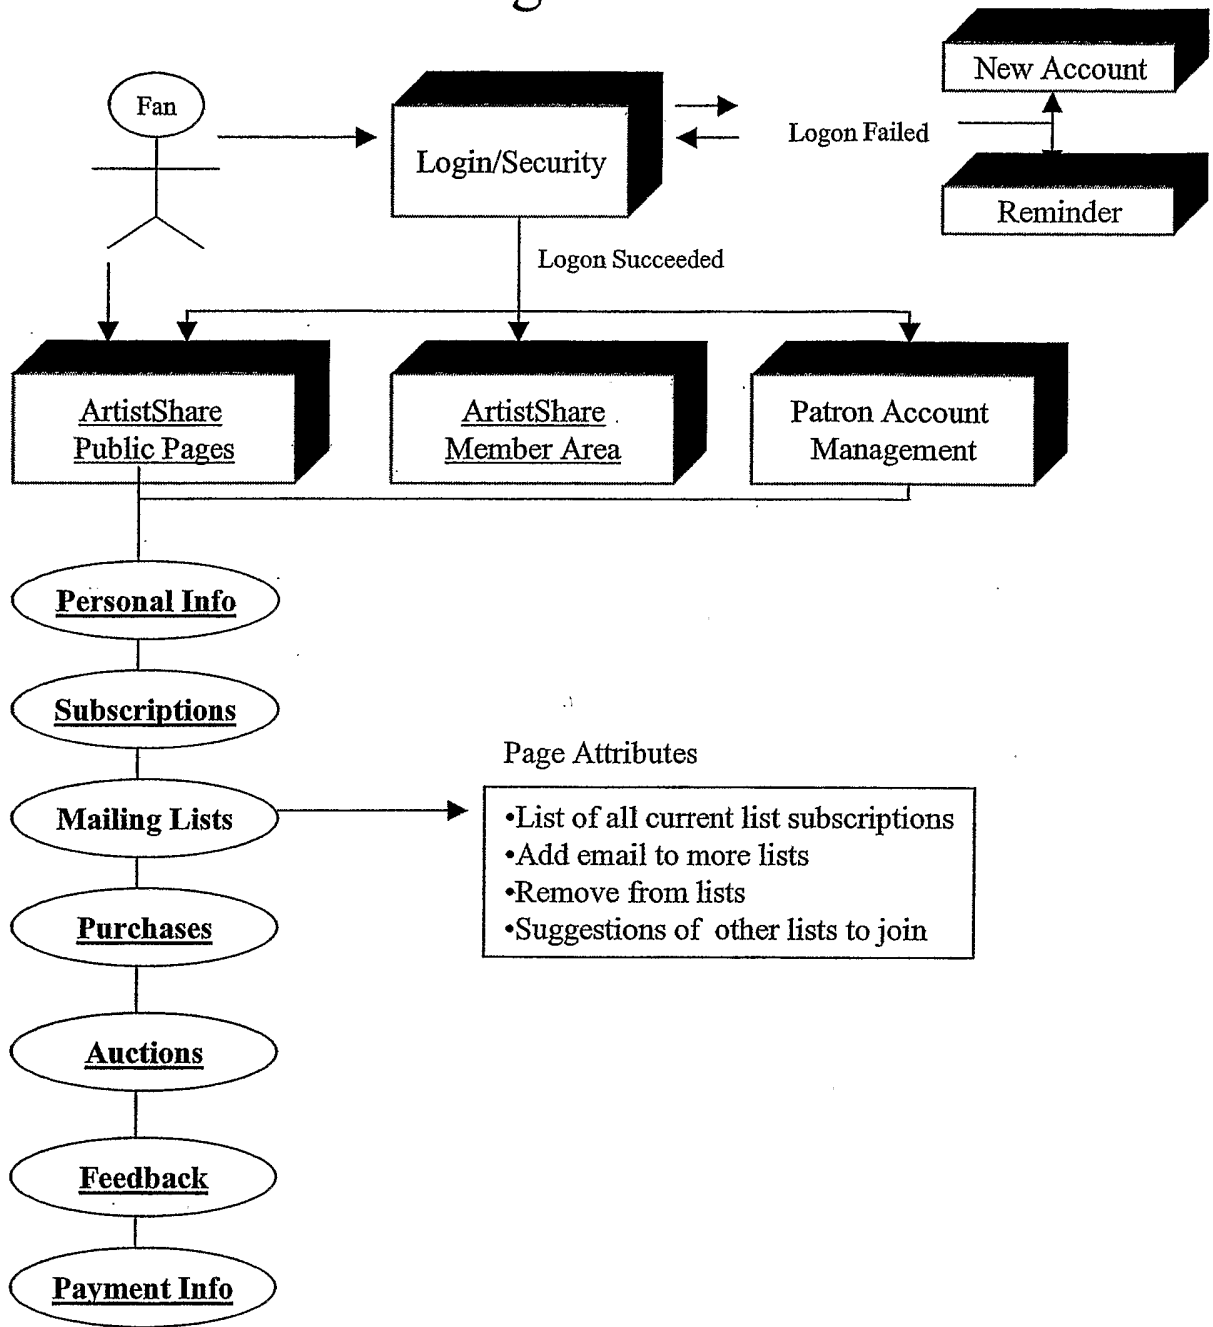 New Account
Fan
Logon Failed
Login/Security
Reminder
Logon Succeeded
ArtistShare
Public Pages
ArtistShare
Member Area
Patron Account
Management
Personal Info
Subscriptions
Page Attributes
Mailing Lists
•List of all current list subscriptions
•Add email to more lists
•Remove from lists
•Suggestions of other lists to join
Purchases
Auctions
Feedback
Payment Info